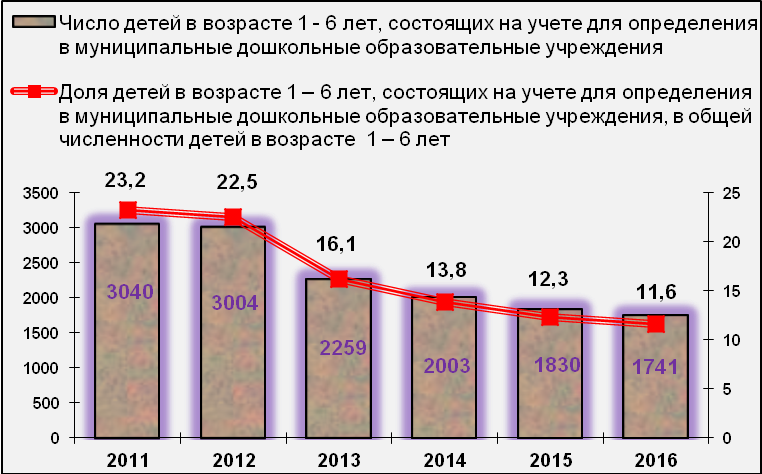 Число детей в возрасте 1 - 6 лет, состоящих на учете для определения
в муниципальные дошкольные образовательные учреждения
Доля детей в возрасте 1 – 6 лет, состоящих на учете для определения
в муниципальные дошкольные образовательные учреждения, в общей
численности детей в возрасте 1 – 6 лет
23,2 22,5 16,1 13,8 12,3 11,6
3500 3000 2500 2000 1500 1000 500 0
3040 3004 2259 2003 1830 1741
25 20 15 10 5 0
2011 2012 2013 2014 2015 2016